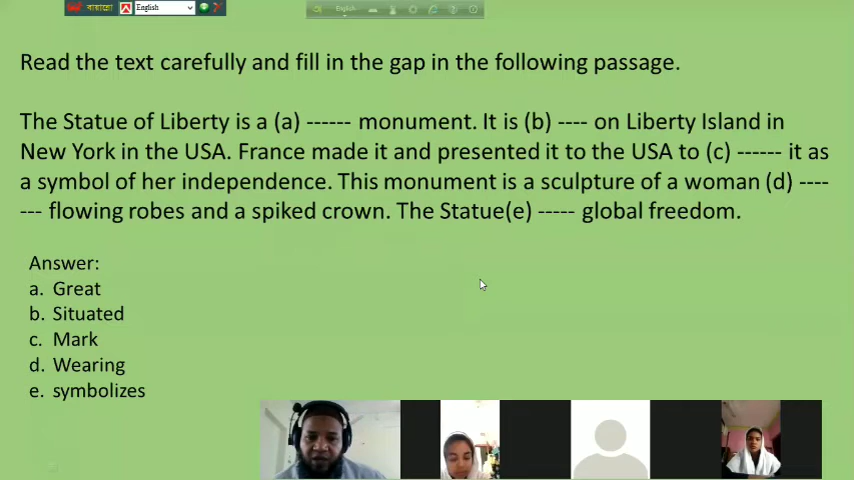 বায়ান্নো English English
Read the text carefully and fill in the gap in the following passage.
The Statue of Liberty is a (a) ------ monument. It is (b) ---- on Liberty Island in
New York in the USA. France made it and presented it to the USA to (c) ------ it as
a symbol of her independence. This monument is a sculpture of a woman (d) ----
--- flowing robes and a spiked crown. The Statue(e) ----- global freedom.
Answer:
a. Great
b. Situated
c. Mark
d. Wearing
e. symbolizes